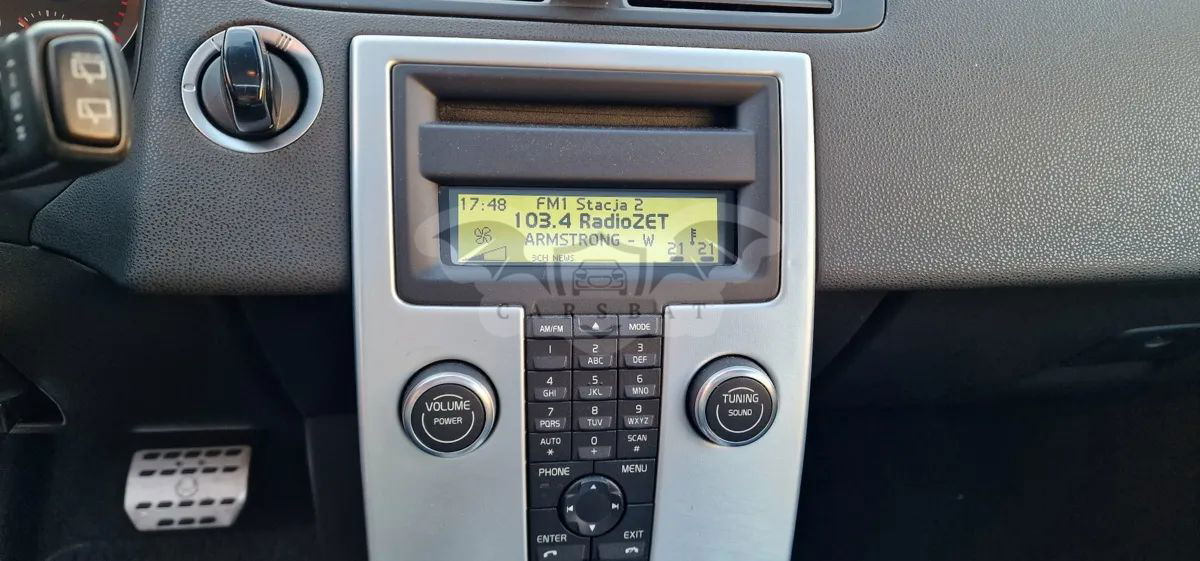 17:48 FM1 Stacja 2
103.4 RadioZET
ARMSTRONG - W
21 21
3CH NEWS
CARSBAT
AM/FM MODE
1 2 ABC 3 DEF
4 GHI 5 JKL 6 MNO
7 PQRS 8 TUV 9 WXYZ
AUTO * 0 + SCAN #
PHONE MENU
ENTER EXIT
VOLUME
POWER
TUNING
SOUND